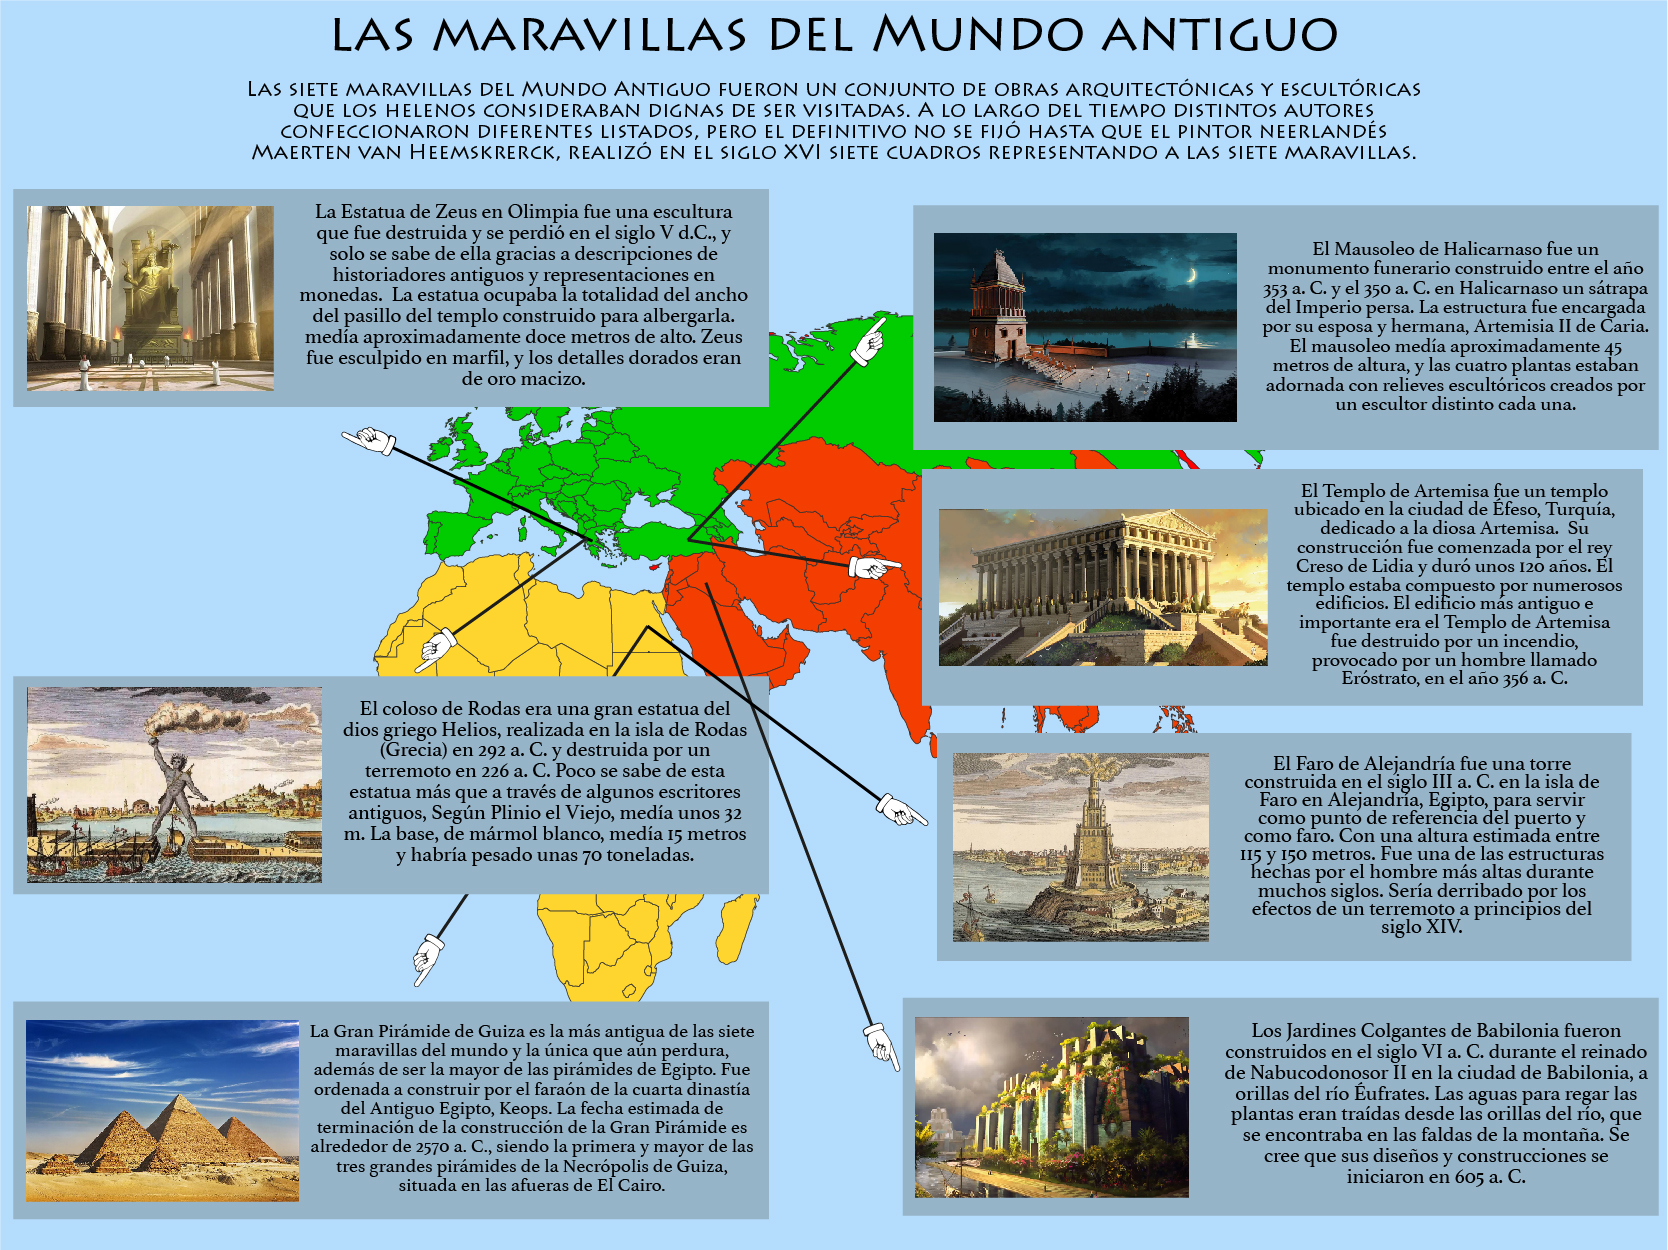 Las maravillas del Mundo antiguo
Las siete maravillas del Mundo Antiguo fueron un conjunto de obras arquitectónicas y escultóricas
que los helenos consideraban dignas de ser visitadas. A lo largo del tiempo distintos autores
confeccionaron diferentes listados, pero el definitivo no se fijó hasta que el pintor neerlandés
Maerten van Heemskrerck, realizó en el siglo XVI siete cuadros representando a las siete maravillas.
La Estatua de Zeus en Olimpia fue una escultura
que fue destruida y se perdió en el siglo V d.C., y
solo se sabe de ella gracias a descripciones de
historiadores antiguos y representaciones en
monedas.  La estatua ocupaba la totalidad del ancho
del pasillo del templo construido para albergarla.
medía aproximadamente doce metros de alto. Zeus
fue esculpido en marfil, y los detalles dorados eran
de oro macizo.
El Mausoleo de Halicarnaso fue un
monumento funerario construido entre el año
353 a. C. y el 350 a. C. en Halicarnaso un sátrapa
del Imperio persa. La estructura fue encargada
por su esposa y hermana, Artemisia II de Caria.
El mausoleo medía aproximadamente 45
metros de altura, y las cuatro plantas estaban
adornada con relieves escultóricos creados por
un escultor distinto cada una.
El Templo de Artemisa fue un templo
ubicado en la ciudad de Éfeso, Turquía,
dedicado a la diosa Artemisa.  Su
construcción fue comenzada por el rey
Creso de Lidia y duró unos 120 años. El
templo estaba compuesto por numerosos
edificios. El edificio más antiguo e
importante era el Templo de Artemisa
fue destruido por un incendio,
provocado por un hombre llamado
Eróstrato, en el año 356 a. C.
El coloso de Rodas era una gran estatua del
dios griego Helios, realizada en la isla de Rodas
(Grecia) en 292 a. C. y destruida por un
terremoto en 226 a. C. Poco se sabe de esta
estatua más que a través de algunos escritores
antiguos, Según Plinio el Viejo, medía unos 32
m. La base, de mármol blanco, medía 15 metros
y habría pesado unas 70 toneladas.
El Faro de Alejandría fue una torre
construida en el siglo III a. C. en la isla de
Faro en Alejandría, Egipto, para servir
como punto de referencia del puerto y
como faro. Con una altura estimada entre
115 y 150 metros. Fue una de las estructuras
hechas por el hombre más altas durante
muchos siglos. Sería derribado por los
efectos de un terremoto a principios del
siglo XIV.
La Gran Pirámide de Guiza es la más antigua de las siete
maravillas del mundo y la única que aún perdura,
además de ser la mayor de las pirámides de Egipto. Fue
ordenada a construir por el faraón de la cuarta dinastía
del Antiguo Egipto, Keops. La fecha estimada de
terminación de la construcción de la Gran Pirámide es
alrededor de 2570 a. C., siendo la primera y mayor de las
tres grandes pirámides de la Necrópolis de Guiza,
situada en las afueras de El Cairo.
Los Jardines Colgantes de Babilonia fueron
construidos en el siglo VI a. C. durante el reinado
de Nabucodonosor II en la ciudad de Babilonia, a
orillas del río Éufrates. Las aguas para regar las
plantas eran traídas desde las orillas del río, que
se encontraba en las faldas de la montaña. Se
cree que sus diseños y construcciones se
iniciaron en 605 a. C.